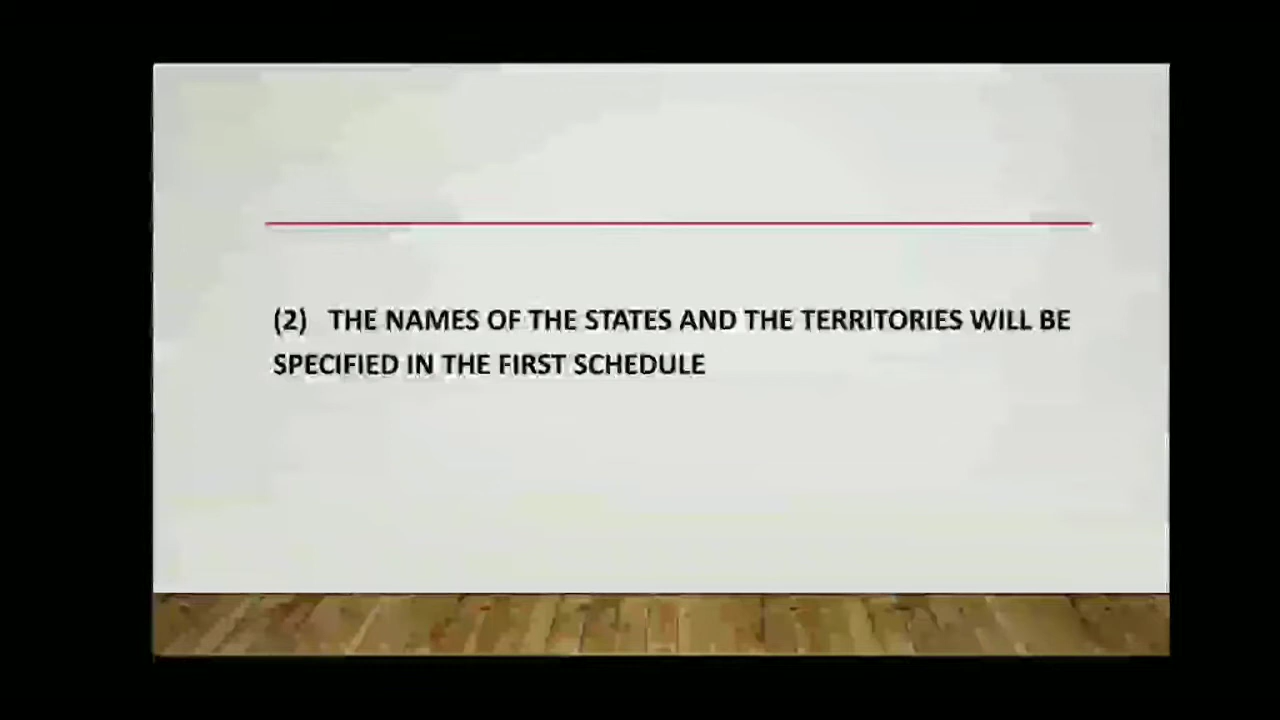 (2) THE NAMES OF THE STATES AND THE TERRITORIES WILL BE
SPECIFIED IN THE FIRST SCHEDULE